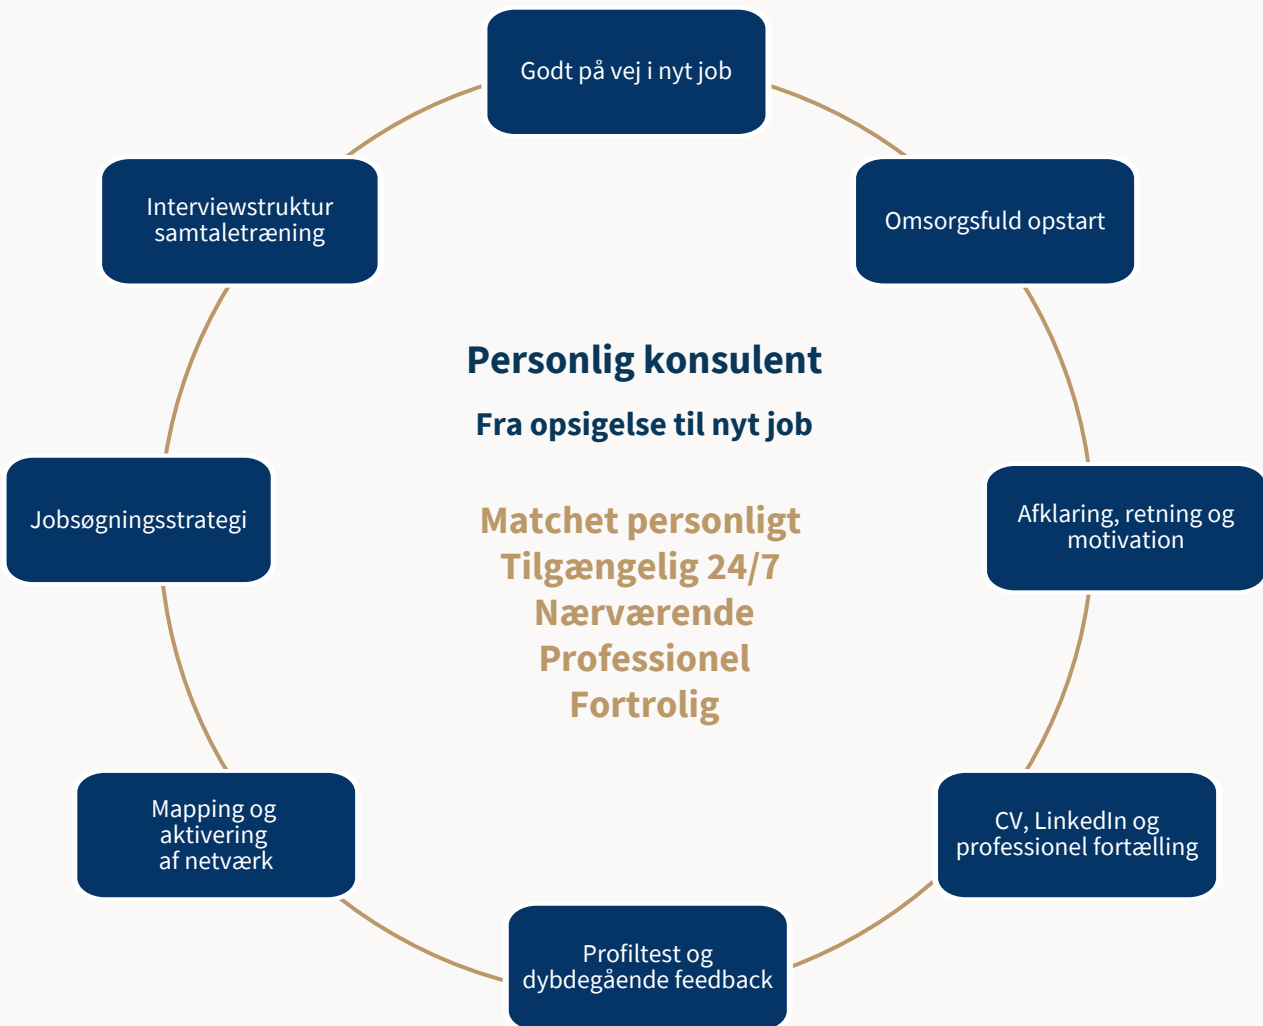 Godt på vej i nyt job
Interviewstruktur
samtaletræning
Omsorgsfuld opstart
Personlig konsulent
Fra opsigelse til nyt job
Jobsøgningsstrategi
Afklaring, retning og
motivation
Matchet personligt
Tilgængelig 24/7
Nærværende
Professionel
Fortrolig
Mapping og
aktivering
af netværk
CV, LinkedIn og
professionel fortælling
Profiltest og
dybdegående feedback